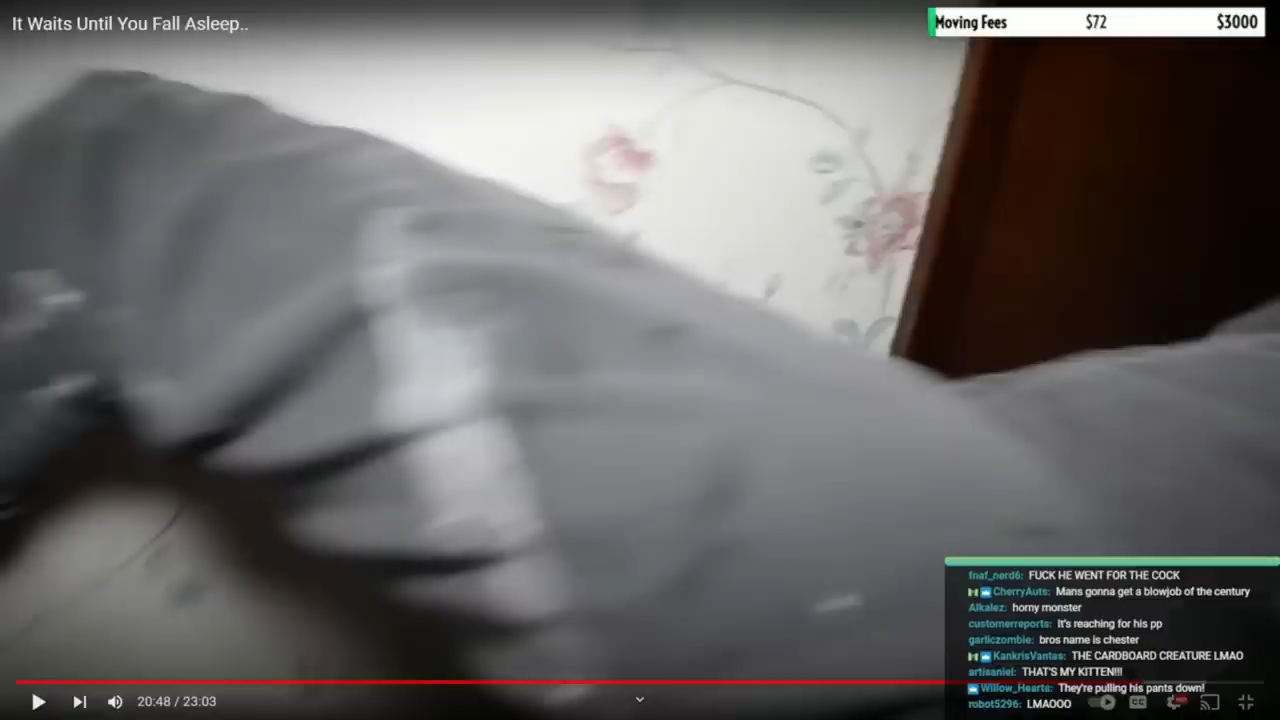 It Waits Until You Fall Asleep..
Moving Fees $72 $3000
fnaf_nerd6: FUCK HE WENT FOR THE COCK
CherryAuts: Mans gonna get a blowjob of the century
Alkalez: horny monster
customerreports: It's reaching for his pp
garliczombie: bros name is chester
KankrisVantas: THE CARDBOARD CREATURE LMAO
artisaniel: THAT'S MY KITTEN!!!
Willow_Hearts: They're pulling his pants down!
robot5296: LMAOOO
20:48 / 23:03
CC